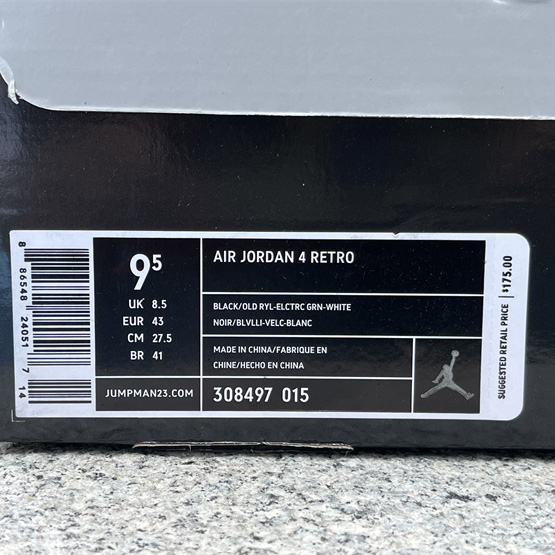 8 86548 24051 7 14
9⁵
UK 8.5
EUR 43
CM 27.5
BR 41
JUMPMAN23.COM
AIR JORDAN 4 RETRO
BLACK/OLD RYL-ELCTRC GRN-WHITE
NOIR/BLVLLI-VELC-BLANC
MADE IN CHINA/FABRIQUE EN
CHINE/HECHO EN CHINA
308497 015
SUGGESTED RETAIL PRICE | $175.00